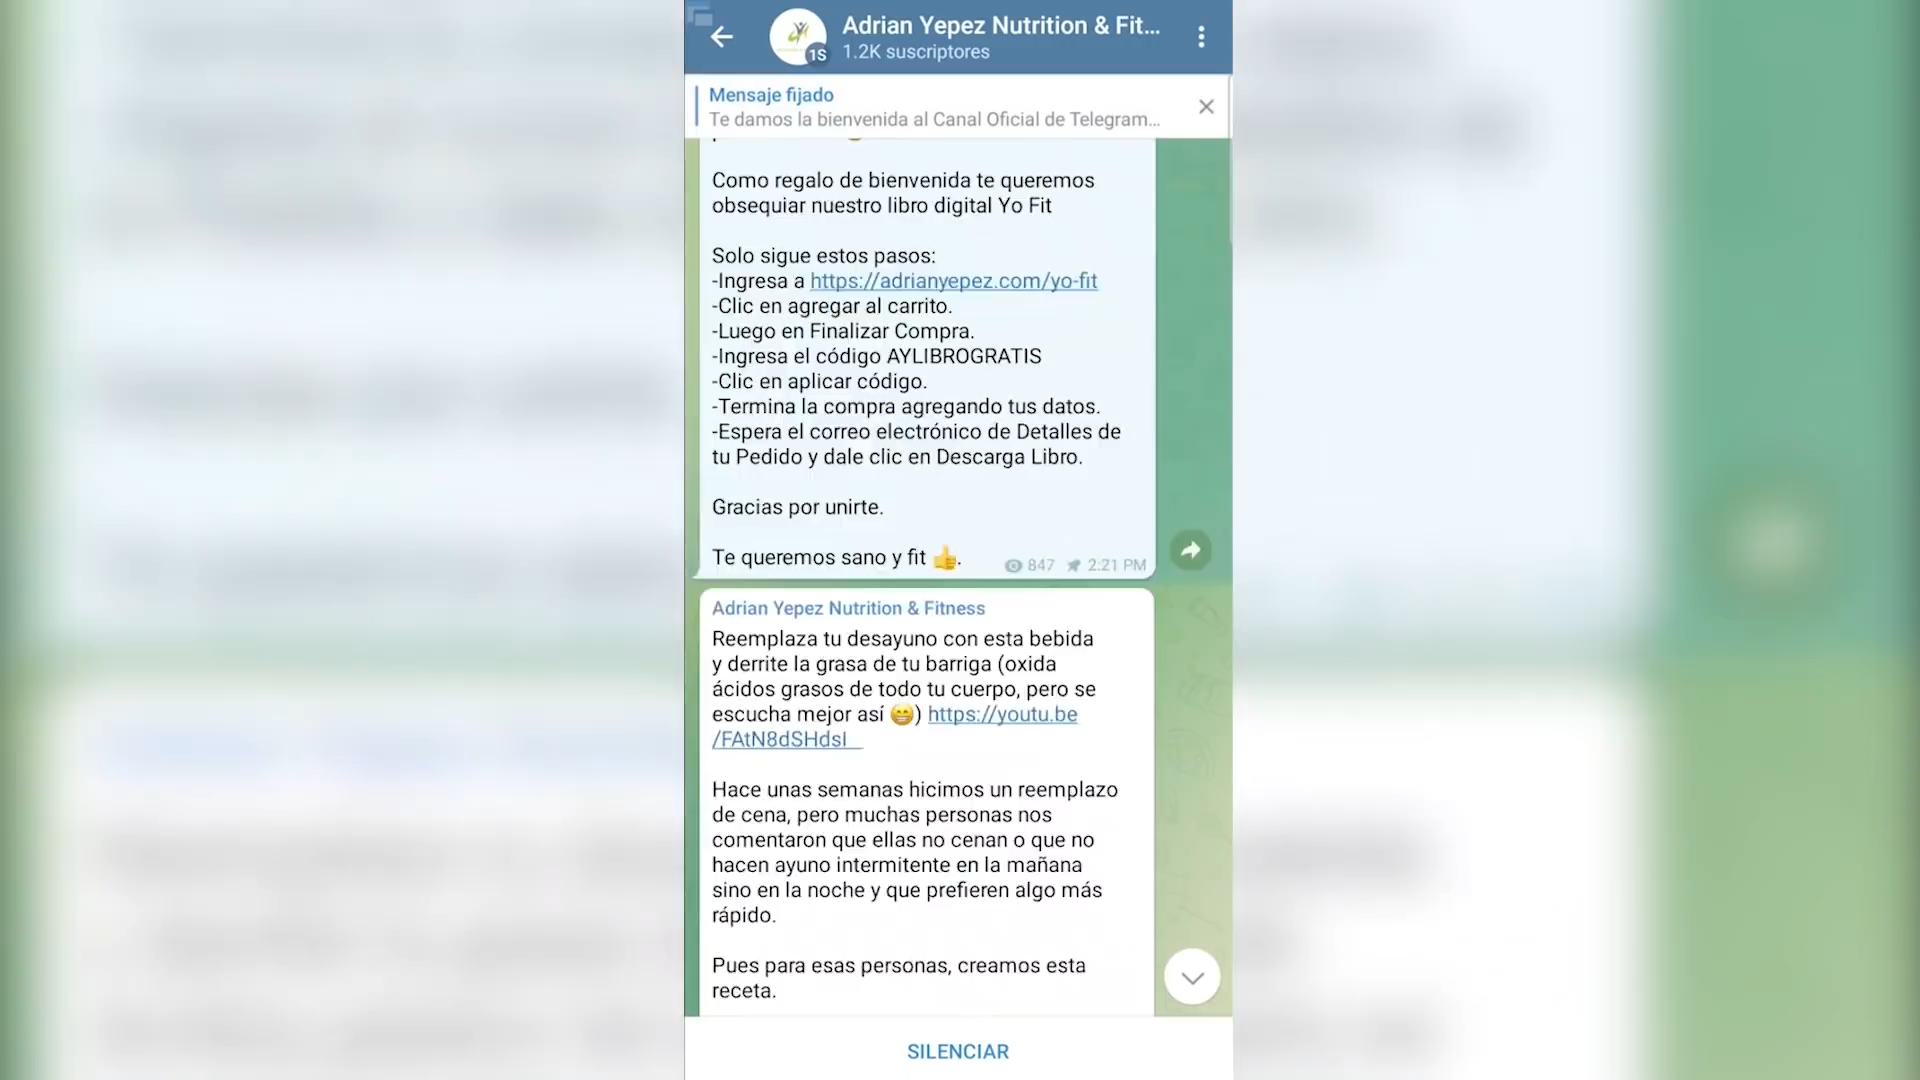 Adrian Yepez Nutrition & Fit...
1S
1.2K suscriptores
Mensaje fijado
Te damos la bienvenida al Canal Oficial de Telegram...
Como regalo de bienvenida te queremos
obsequiar nuestro libro digital Yo Fit
Solo sigue estos pasos:
-Ingresa a https://adrianyepez.com/yo-fit
-Clic en agregar al carrito.
-Luego en Finalizar Compra.
-Ingresa el código AYLIBROGRATIS
-Clic en aplicar código.
-Termina la compra agregando tus datos.
-Espera el correo electrónico de Detalles de
tu Pedido y dale clic en Descarga Libro.
Gracias por unirte.
Te queremos sano y fit 👍.
847 2:21 PM
Adrian Yepez Nutrition & Fitness
Reemplaza tu desayuno con esta bebida
y derrite la grasa de tu barriga (oxida
ácidos grasos de todo tu cuerpo, pero se
escucha mejor así 😁) https://youtu.be
/FAtN8dSHdsI__
Hace unas semanas hicimos un reemplazo
de cena, pero muchas personas nos
comentaron que ellas no cenan o que no
hacen ayuno intermitente en la mañana
sino en la noche y que prefieren algo más
rápido.
Pues para esas personas, creamos esta
receta.
SILENCIAR